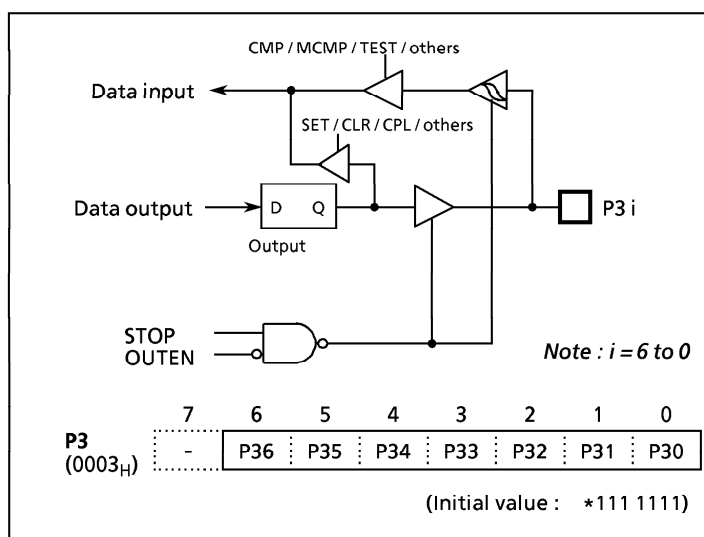 CMP / MCMP / TEST / others
Data input
SET / CLR / CPL / others
Data output
D Q
P3 i
Output
STOP
OUTEN
Note : i = 6 to 0
7 6 5 4 3 2 1 0
P3
(0003H)
- P36 P35 P34 P33 P32 P31 P30
(Initial value : *111 1111)